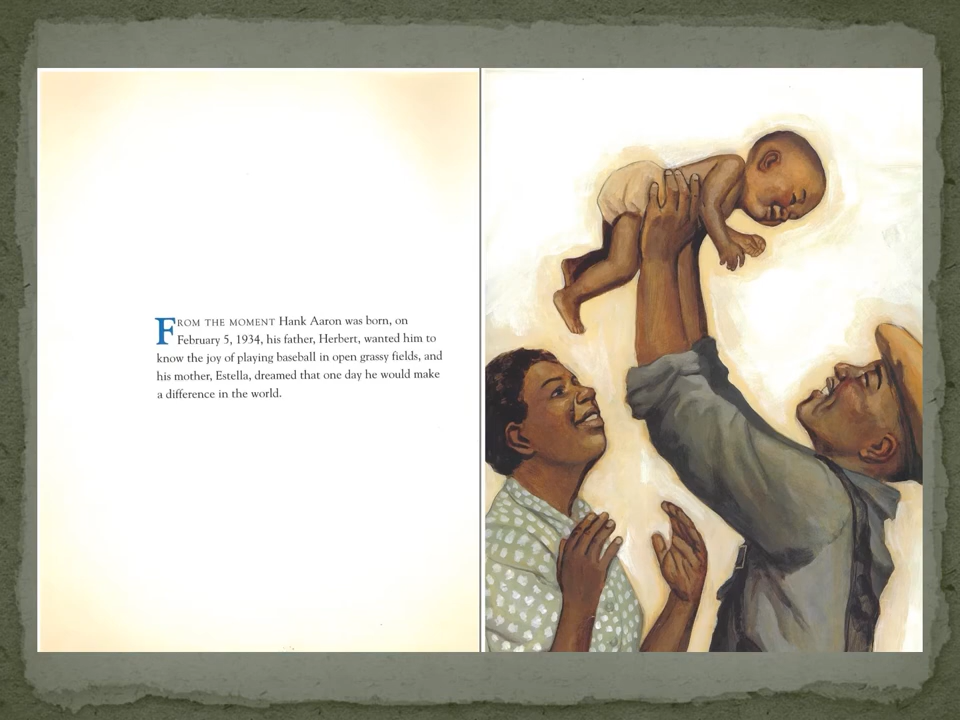 FROM THE MOMENT Hank Aaron was born, on
February 5, 1934, his father, Herbert, wanted him to
know the joy of playing baseball in open grassy fields, and
his mother, Estella, dreamed that one day he would make
a difference in the world.